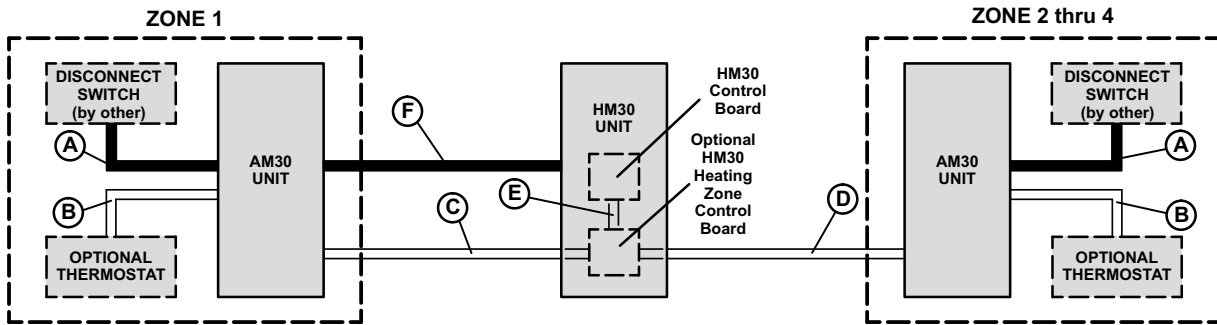 ZONE 1
DISCONNECT
SWITCH
(by other)
A
B
OPTIONAL
THERMOSTAT
AM30
UNIT
F
C
HM30
UNIT
E
HM30
Control
Board
Optional
HM30
Heating
Zone
Control
Board
D
ZONE 2 thru 4
AM30
UNIT
DISCONNECT
SWITCH
(by other)
A
B
OPTIONAL
THERMOSTAT